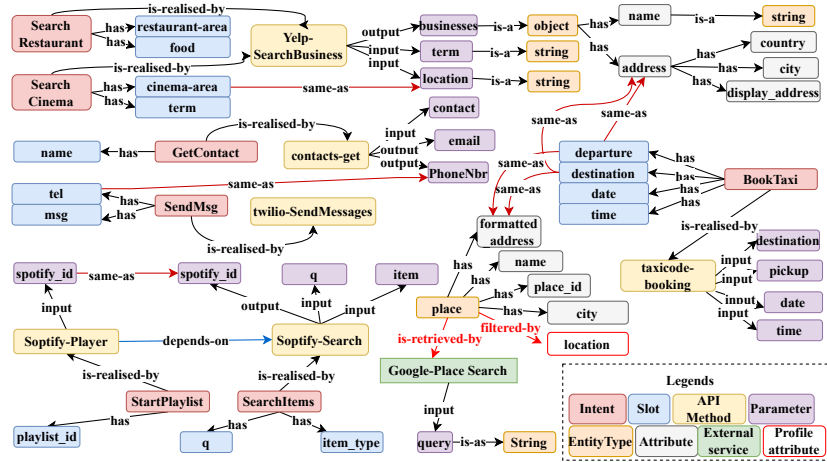 Search
Restaurant
is-realised-by
has
has
restaurant-area
food
Yelp-
SearchBusiness
output
input
input
businesses
term
location
is-a
is-a
is-a
object
string
string
has
has
name
is-a
string
address
has
has
has
country
city
display_address
Search
Cinema
is-realised-by
has
has
cinema-area
term
same-as
name
has
GetContact
is-realised-by
contacts-get
input
output
output
contact
email
PhoneNbr
same-as
same-as
same-as
same-as
departure
destination
date
time
has
has
has
has
BookTaxi
tel
msg
has
has
SendMsg
same-as
is-realised-by
twilio-SendMessages
is-realised-by
taxicode-
booking
input
input
input
input
destination
pickup
date
time
formatted
address
has
has
has
has
name
place_id
city
place
is-retrieved-by
filtered-by
location
Google-Place Search
input
query
is-as
String
spotify_id
same-as
spotify_id
q
item
input
output
input
input
Soptify-Player
depends-on
Soptify-Search
is-realised-by
is-realised-by
StartPlaylist
SearchItems
has
has
has
playlist_id
q
item_type
Legends
Intent
Slot
API
Method
Parameter
EntityType
Attribute
External
service
Profile
attribute